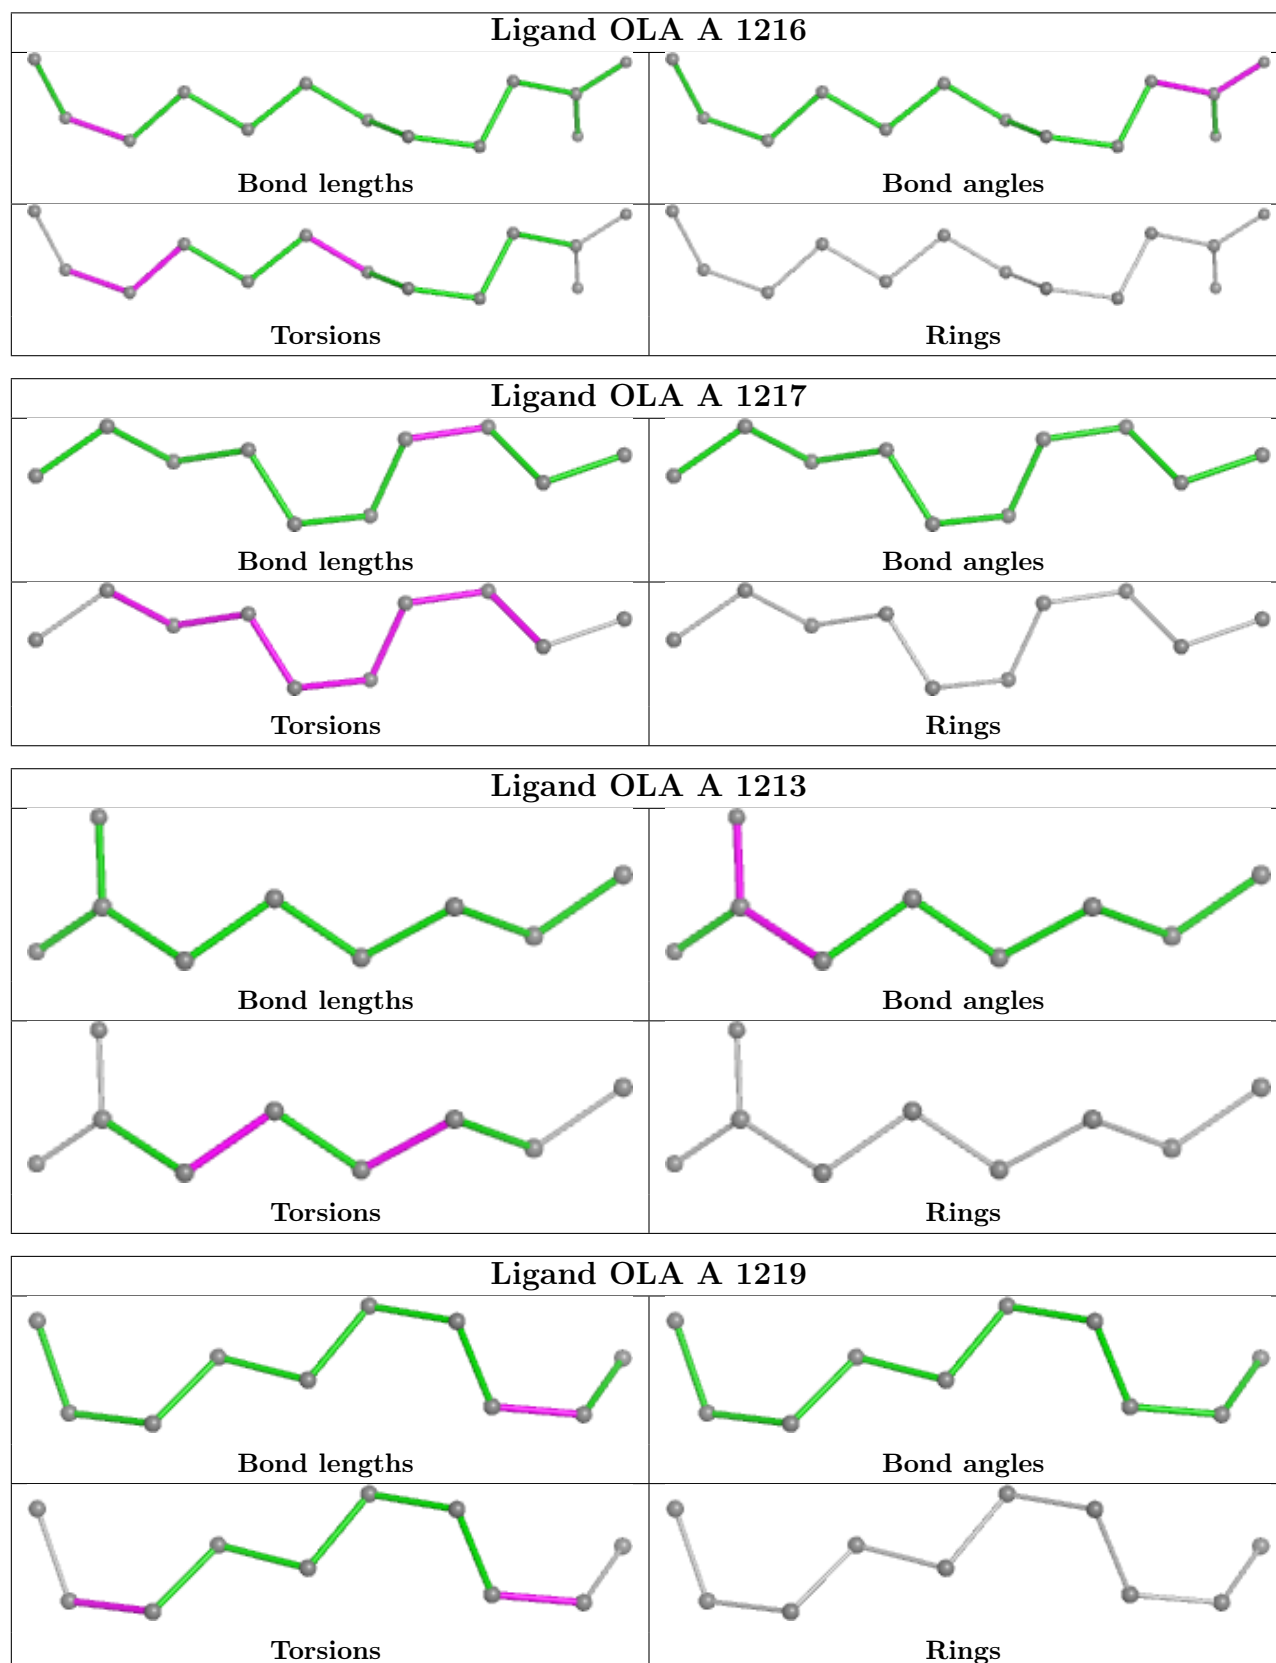 Ligand OLA A 1216
Bond lengths
Bond angles
Torsions
Rings
Ligand OLA A 1217
Bond lengths
Bond angles
Torsions
Rings
Ligand OLA A 1213
Bond lengths
Bond angles
Torsions
Rings
Ligand OLA A 1219
Bond lengths
Bond angles
Torsions
Rings